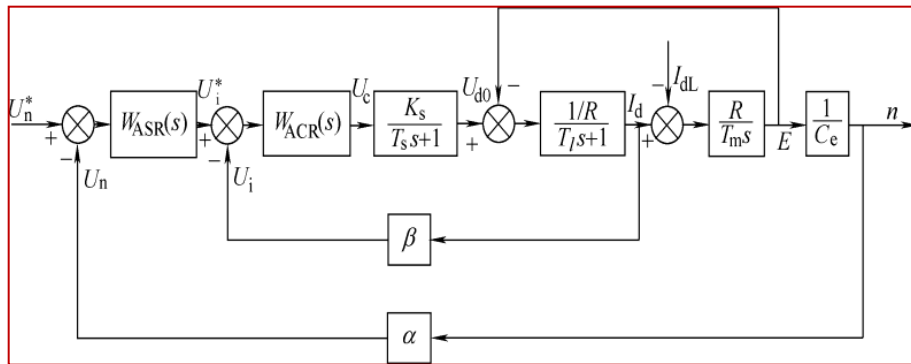 U*n + − Un
WASR(s)
U*i + − Ui
WACR(s)
Uc
Ks
Tss+1
Ud0 − +
1/R
Tls+1
Id
− IdL
+
R
Tms
E
1
Ce
n
β
α